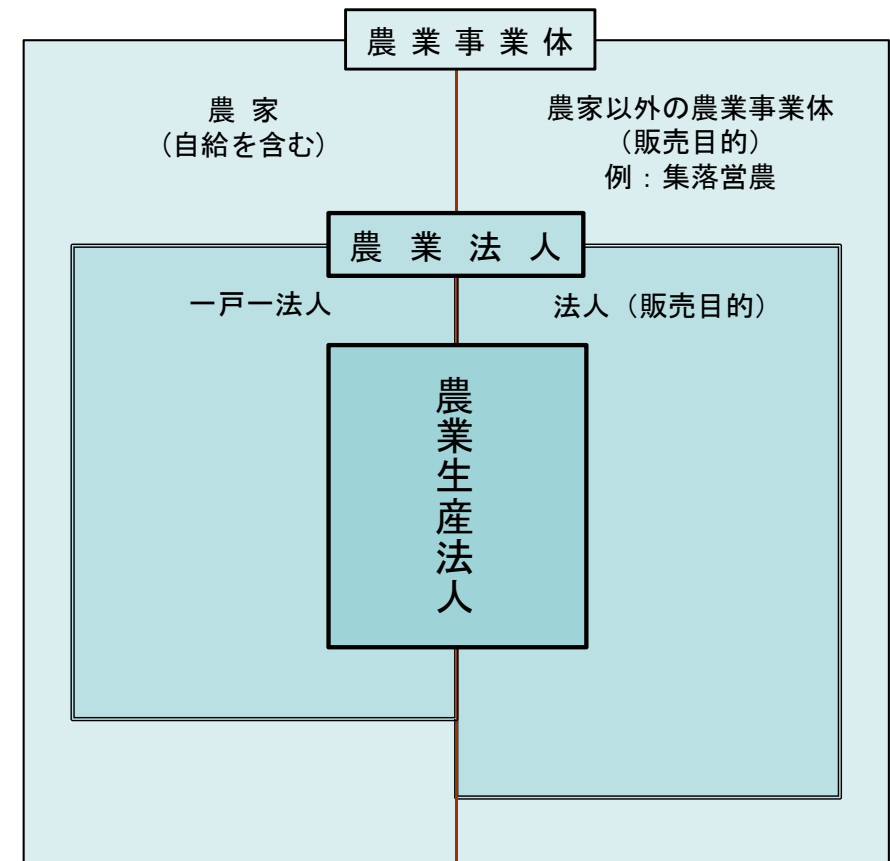 農業事業体
農家
（自給を含む）
農家以外の農業事業体
（販売目的）
例：集落営農
農業法人
一戸一法人
法人（販売目的）
農業生産法人